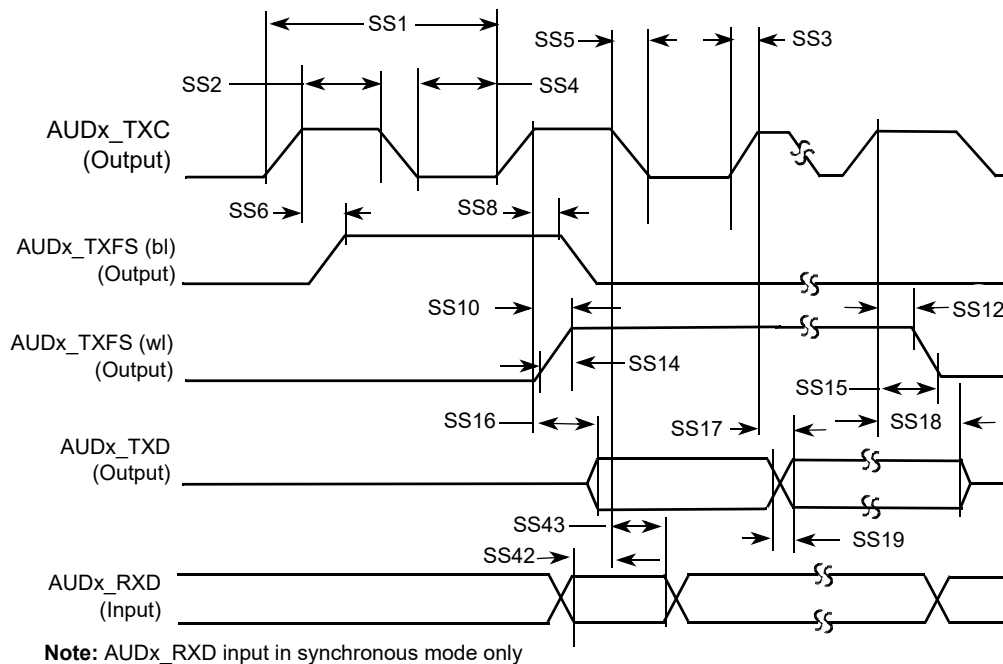 SS1
SS5
SS3
SS2
SS4
AUDx_TXC
(Output)
SS6
SS8
AUDx_TXFS (bl)
(Output)
SS10
SS12
AUDx_TXFS (wl)
(Output)
SS14
SS15
SS16
SS17
SS18
AUDx_TXD
(Output)
SS43
SS19
SS42
AUDx_RXD
(Input)
Note: AUDx_RXD input in synchronous mode only